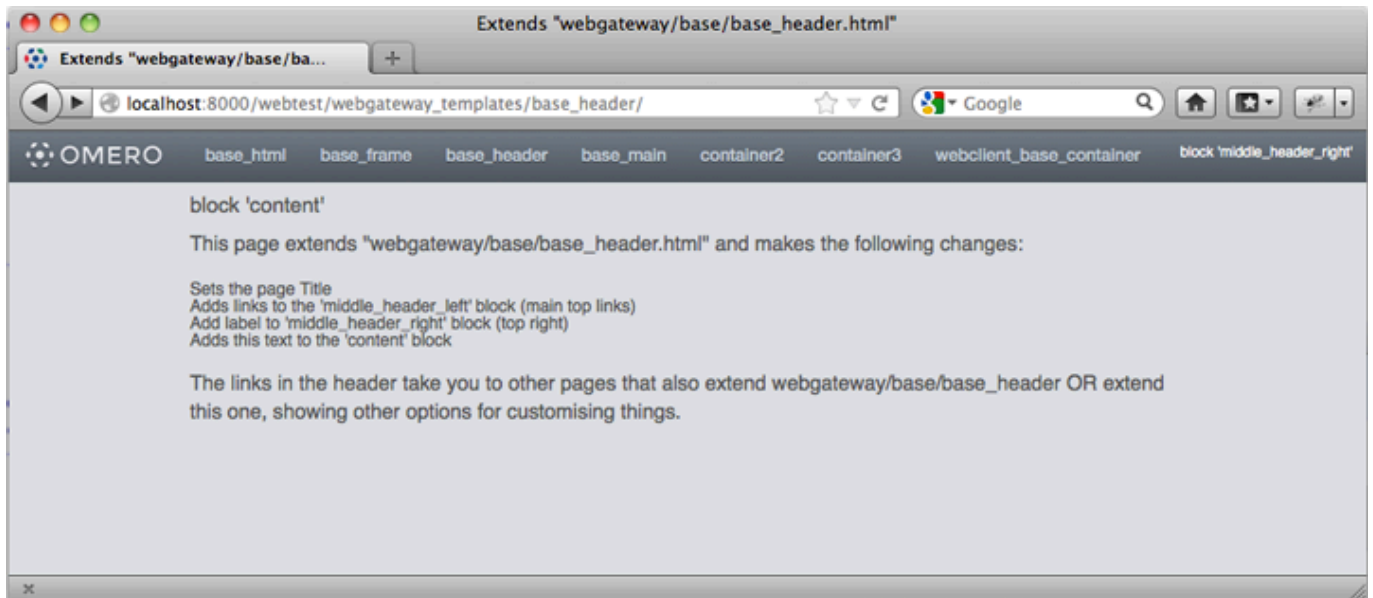 Extends "webgateway/base/base_header.html"
Extends "webgateway/base/ba...
localhost:8000/webtest/webgateway_templates/base_header/ Google
OMERO base_html base_frame base_header base_main container2 container3 webclient_base_container block 'middle_header_right'
block 'content'
This page extends "webgateway/base/base_header.html" and makes the following changes:
Sets the page Title
Adds links to the 'middle_header_left' block (main top links)
Add label to 'middle_header_right' block (top right)
Adds this text to the 'content' block
The links in the header take you to other pages that also extend webgateway/base/base_header OR extend
this one, showing other options for customising things.